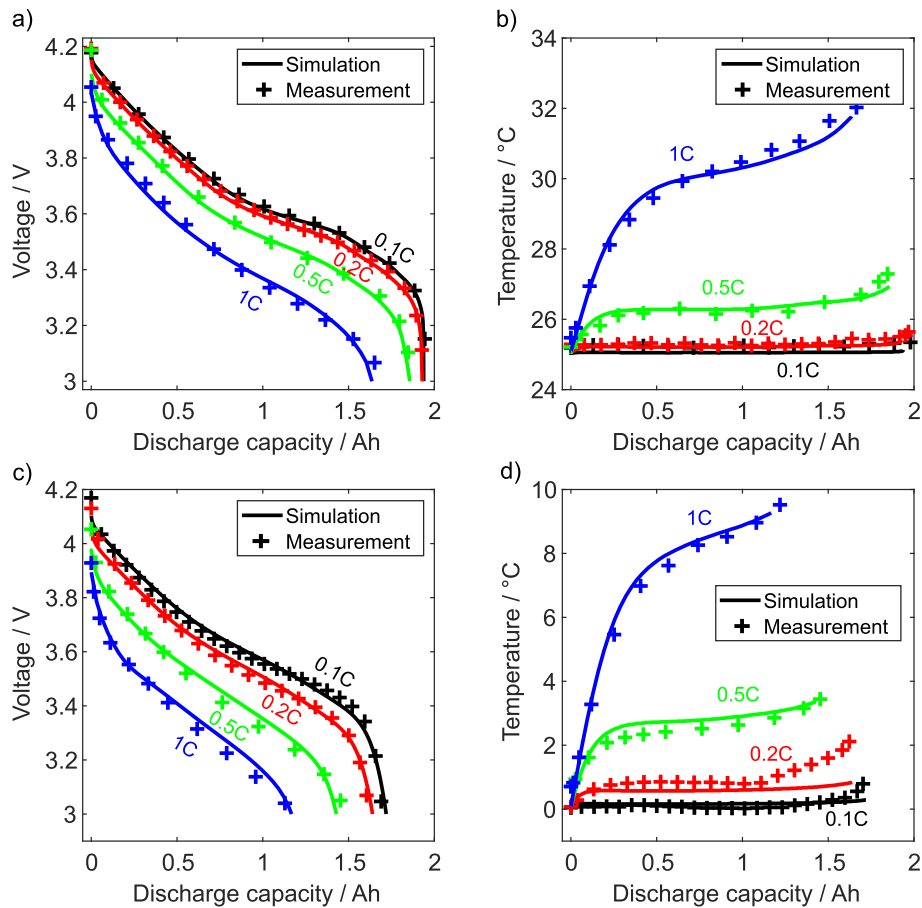 a)
4.2
4
3.8
3.6
3.4
3.2
3
Voltage / V
Simulation
Measurement
0.1C
0.2C
0.5C
1C
0
0.5
1
1.5
2
Discharge capacity / Ah
b)
34
32
30
28
26
24
Temperature / °C
Simulation
Measurement
1C
0.5C
0.2C
0.1C
0
0.5
1
1.5
2
Discharge capacity / Ah
c)
4.2
4
3.8
3.6
3.4
3.2
3
Voltage / V
Simulation
Measurement
0.1C
0.2C
0.5C
1C
0
0.5
1
1.5
2
Discharge capacity / Ah
d)
10
8
6
4
2
0
Temperature / °C
1C
Simulation
Measurement
0.5C
0.2C
0.1C
0
0.5
1
1.5
2
Discharge capacity / Ah